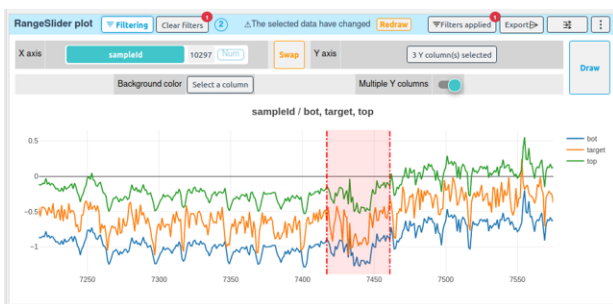 RangeSlider plot Filtering Clear filters 1 2 ⚠The selected data have changed Redraw Filters applied 1 Export
X axis sampleId 10297 Num Swap Y axis 3 Y column(s) selected Draw
Background color Select a column Multiple Y columns
sampleId / bot, target, top
0.5
0
−0.5
−1
bot
target
top
7250 7300 7350 7400 7450 7500 7550